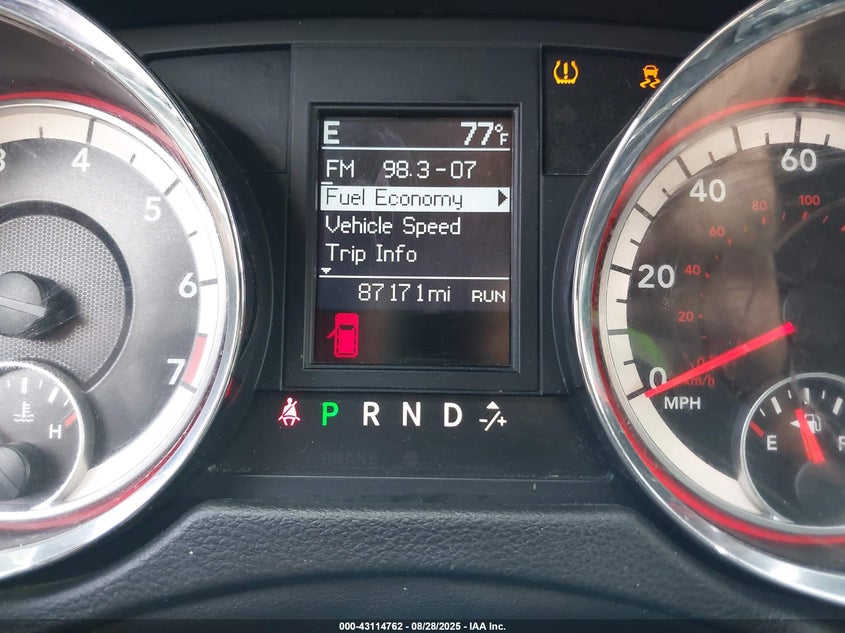 E 77°F
FM 98.3-07
Fuel Economy
Vehicle Speed
Trip Info
87171mi RUN
P R N D -/+
BRAKE
3 4 5 6 7
H
0 20 40 60
MPH
20 40 60 80 100
km/h
E F
000-43114762 - 08/28/2025 - IAA Inc.